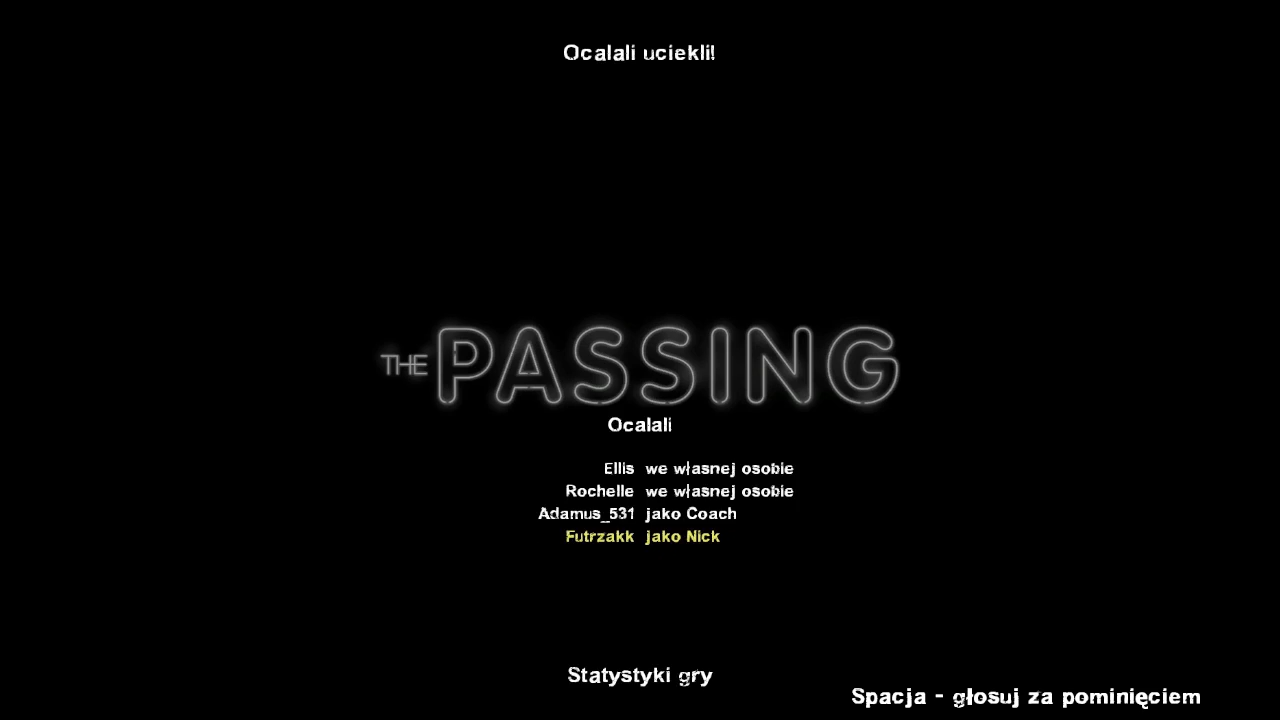 Ocalali uciekli!
THE PASSING
Ocalali
Ellis we własnej osobie
Rochelle we własnej osobie
Adamus_531 jako Coach
Futrzakk jako Nick
Statystyki gry
Spacja - głosuj za pominięciem